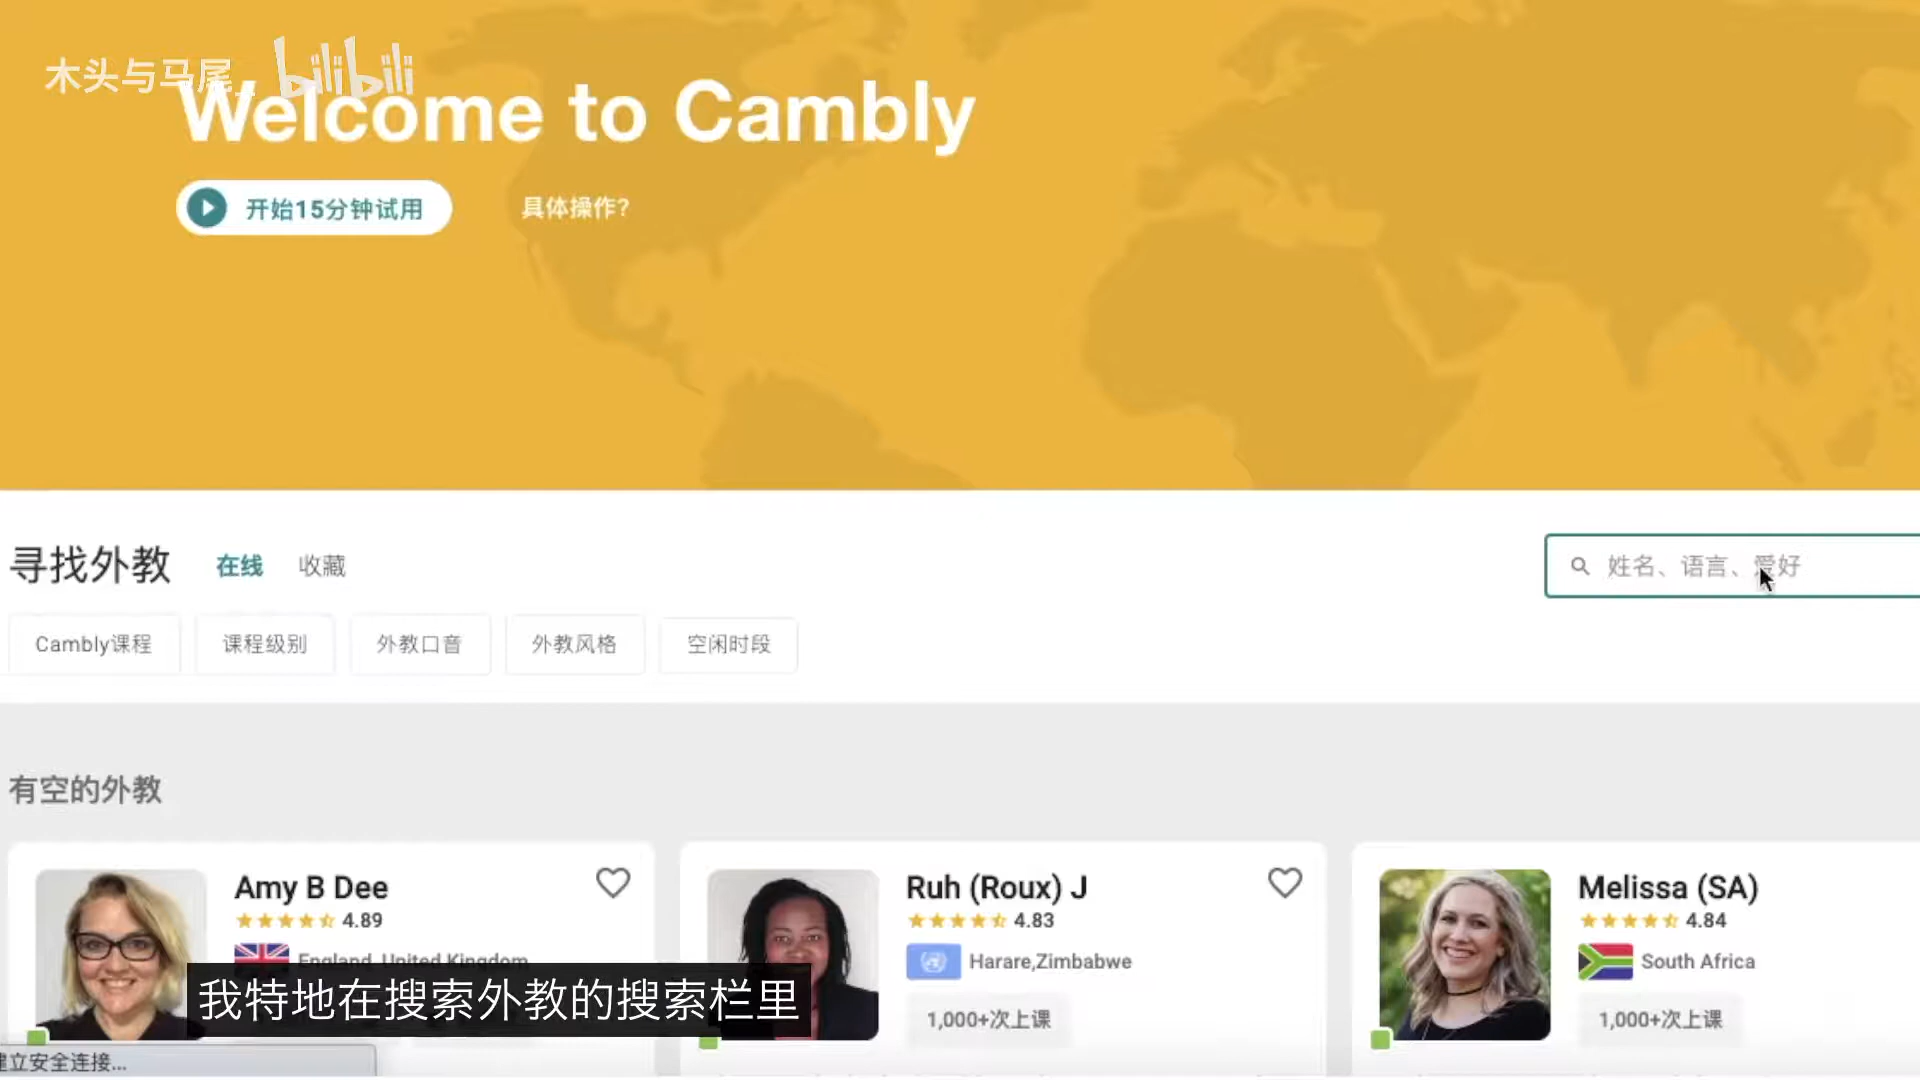 木头与马尾_ bilibili
Welcome to Cambly
开始15分钟试用
具体操作?
寻找外教
在线
收藏
姓名、语言、爱好
Cambly课程
课程级别
外教口音
外教风格
空闲时段
有空的外教
Amy B Dee
4.89
England, United Kingdom
Ruh (Roux) J
4.83
Harare,Zimbabwe
1,000+次上课
Melissa (SA)
4.84
South Africa
1,000+次上课
我特地在搜索外教的搜索栏里
建立安全连接...